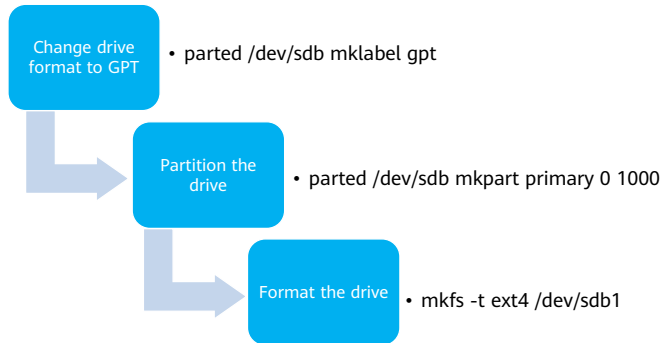 Change drive
format to GPT
• parted /dev/sdb mklabel gpt
Partition the
drive
• parted /dev/sdb mkpart primary 0 1000
Format the drive
• mkfs -t ext4 /dev/sdb1